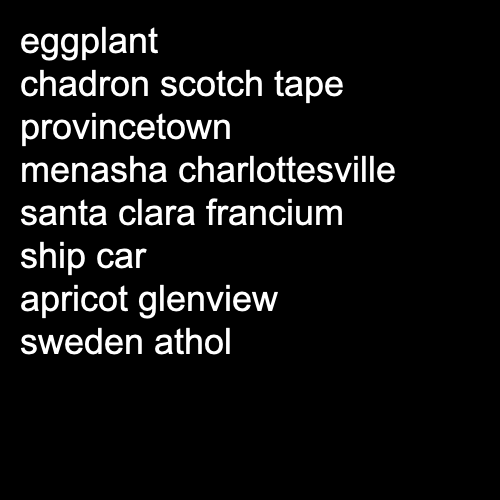 eggplant
chadron scotch tape
provincetown
menasha charlottesville
santa clara francium
ship car
apricot glenview
sweden athol